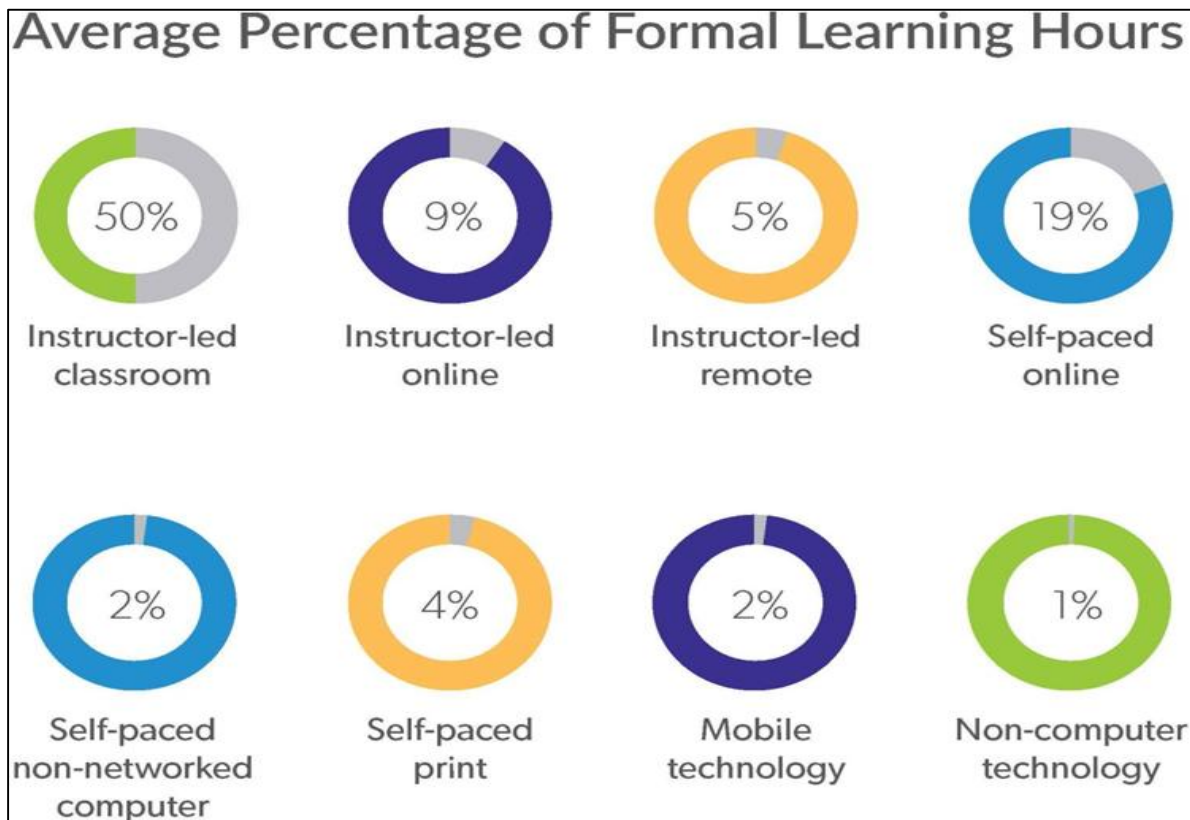 Average Percentage of Formal Learning Hours
50%
Instructor-led
classroom
9%
Instructor-led
online
5%
Instructor-led
remote
19%
Self-paced
online
2%
Self-paced
non-networked
computer
4%
Self-paced
print
2%
Mobile
technology
1%
Non-computer
technology